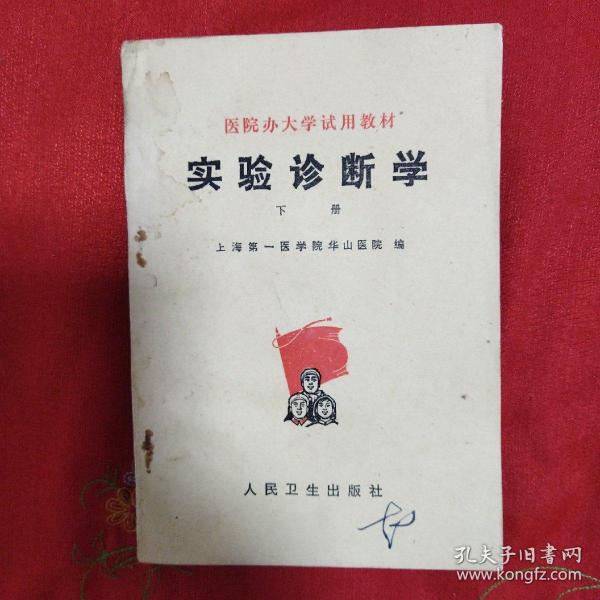 医院办大学试用教材
实验诊断学
下 册
上海第一医学院华山医院 编
人民卫生出版社
孔夫子旧书网
www.kongfz.com